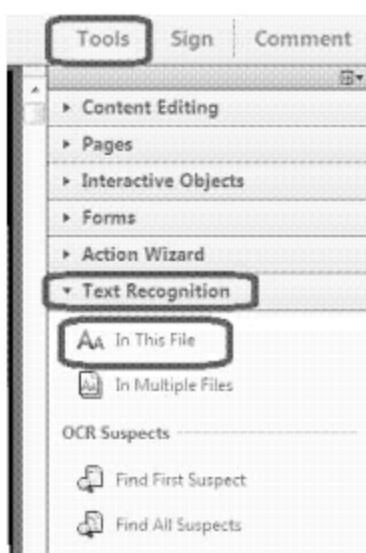 Tools Sign Comment
Content Editing
Pages
Interactive Objects
Forms
Action Wizard
Text Recognition
AA In This File
In Multiple Files
OCR Suspects
Find First Suspect
Find All Suspects